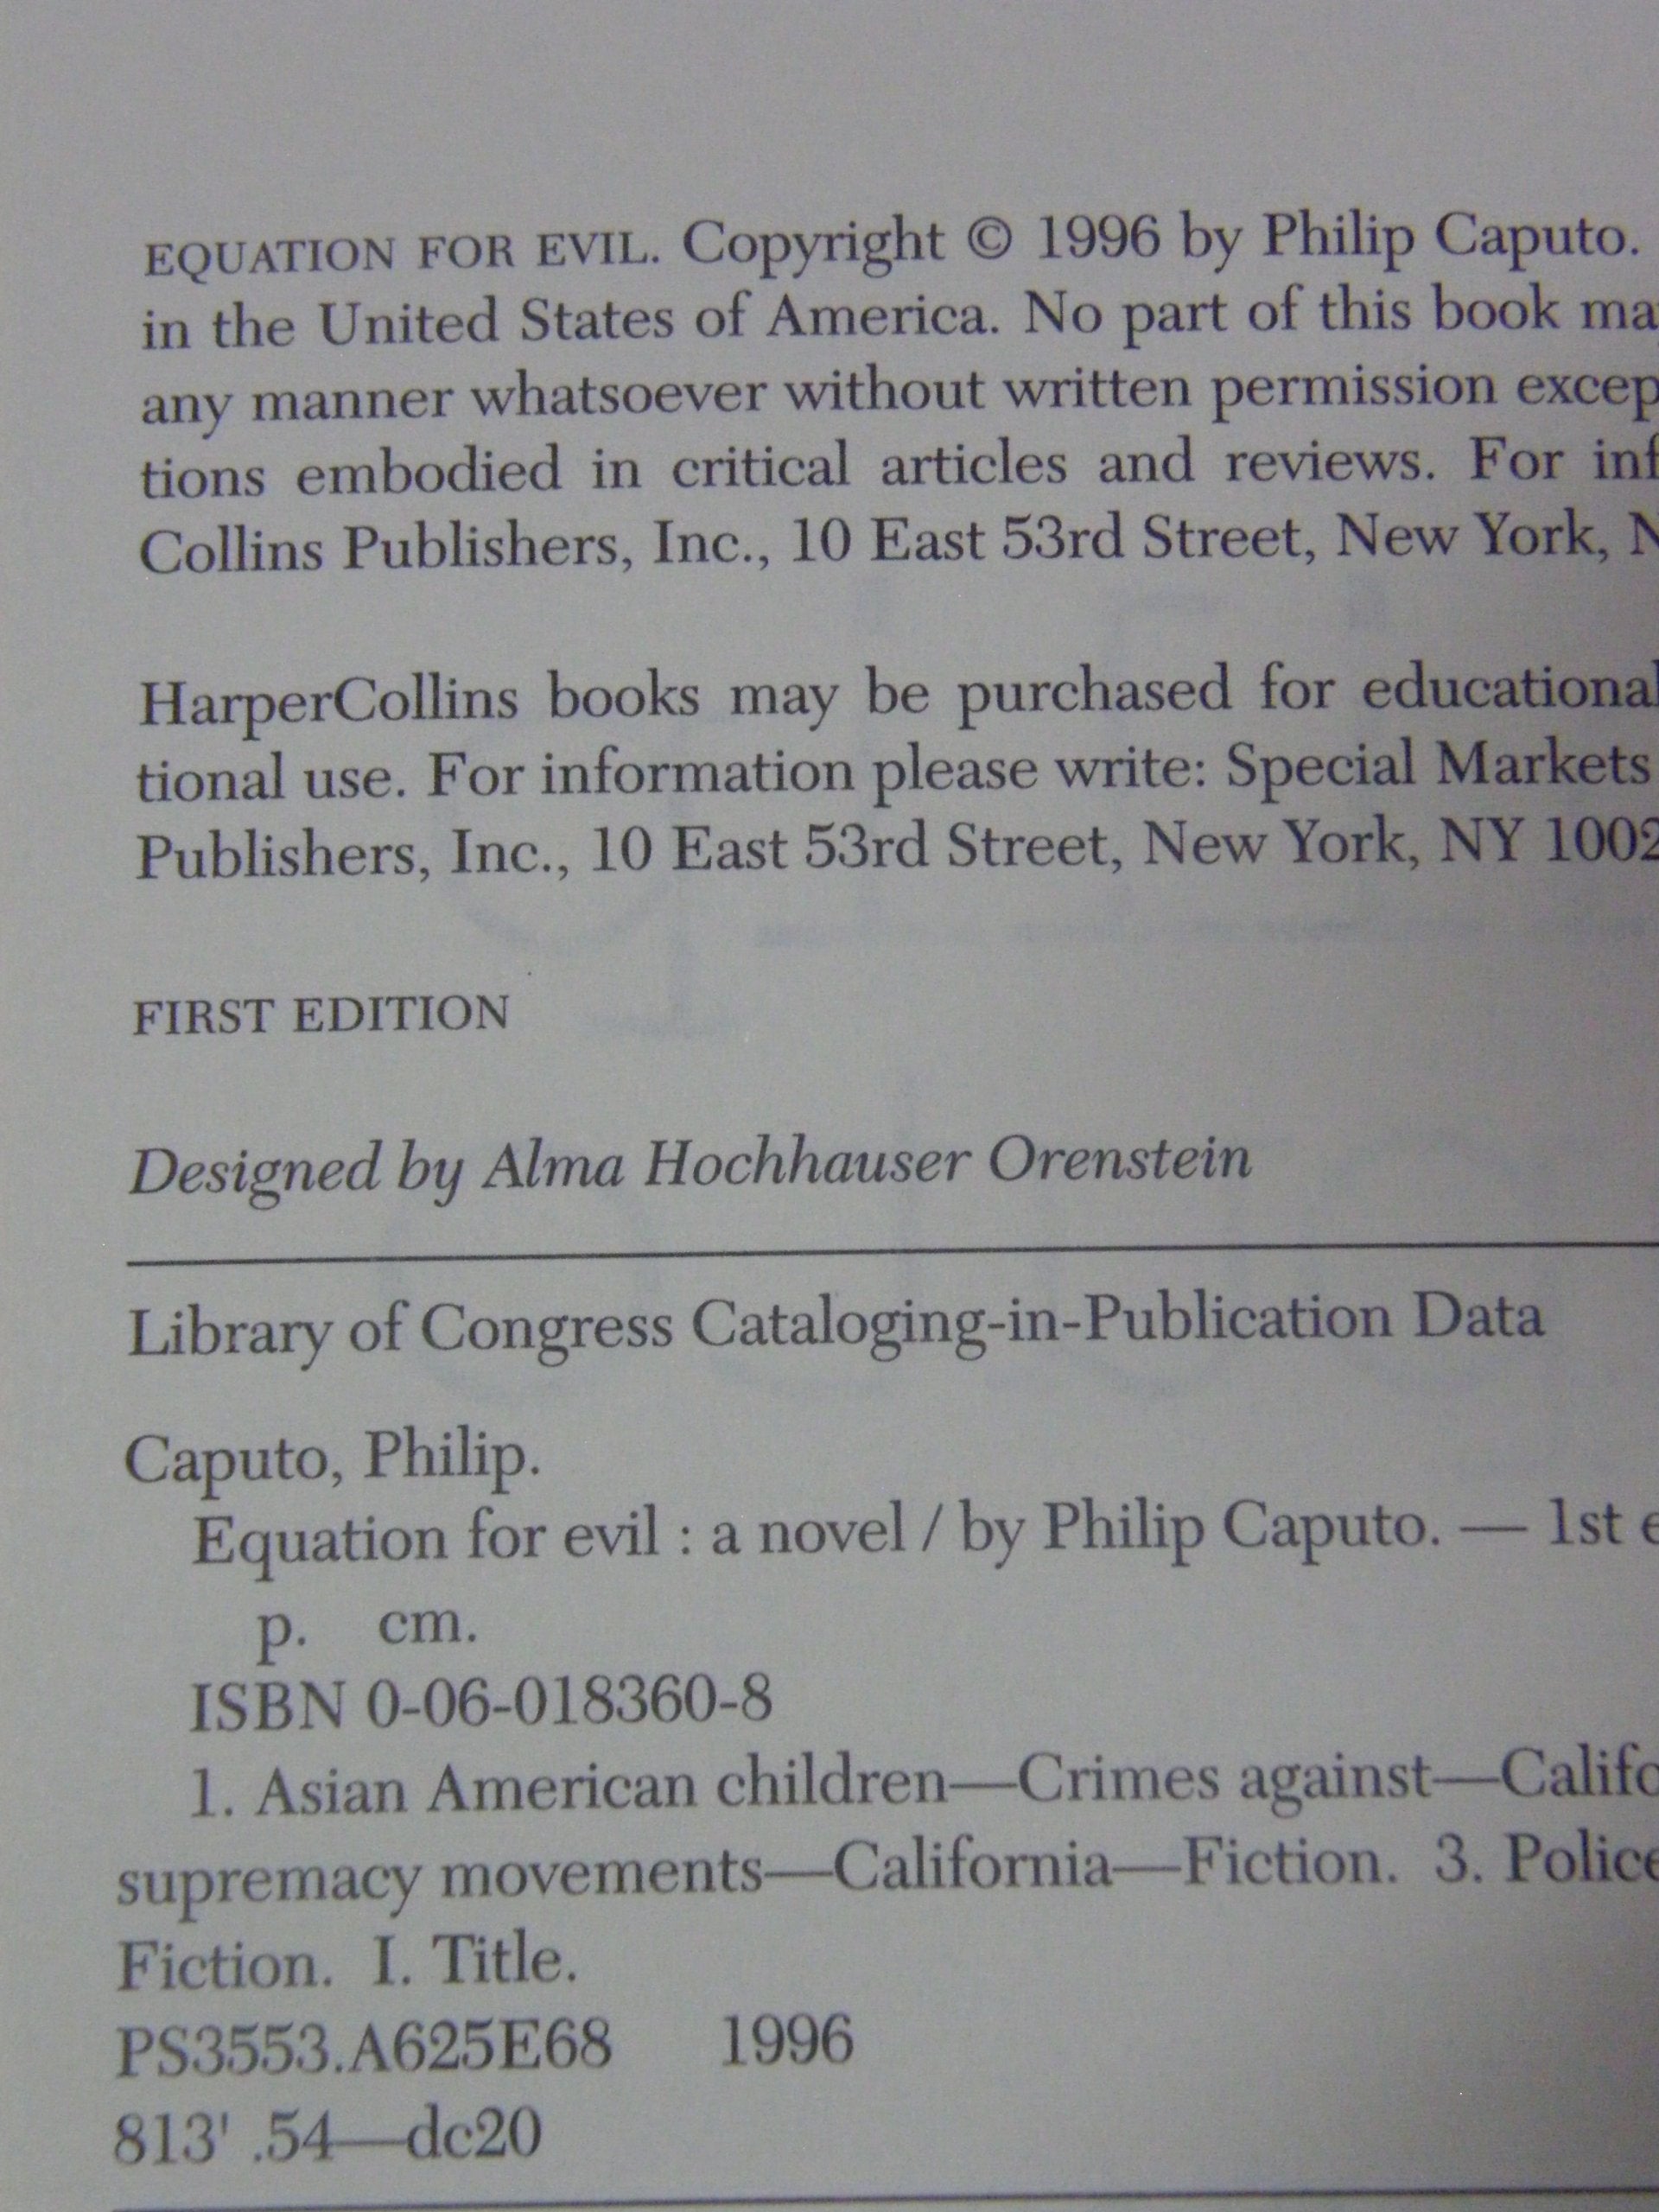 EQUATION FOR EVIL. Copyright © 1996 by Philip Caputo.
in the United States of America. No part of this book ma
any manner whatsoever without written permission excep
tions embodied in critical articles and reviews. For inf
Collins Publishers, Inc., 10 East 53rd Street, New York, N
HarperCollins books may be purchased for educational
tional use. For information please write: Special Markets
Publishers, Inc., 10 East 53rd Street, New York, NY 1002
FIRST EDITION
Designed by Alma Hochhauser Orenstein
Library of Congress Cataloging-in-Publication Data
Caputo, Philip.
Equation for evil : a novel / by Philip Caputo. — 1st e
p. cm.
ISBN 0-06-018360-8
1. Asian American children—Crimes against—Califo
supremacy movements—California—Fiction. 3. Police
Fiction. I. Title.
PS3553.A625E68 1996
813' .54—dc20